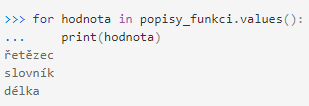 >>> for hodnota in popisy_funkci.values():
...     print(hodnota)
řetězec
slovník
délka